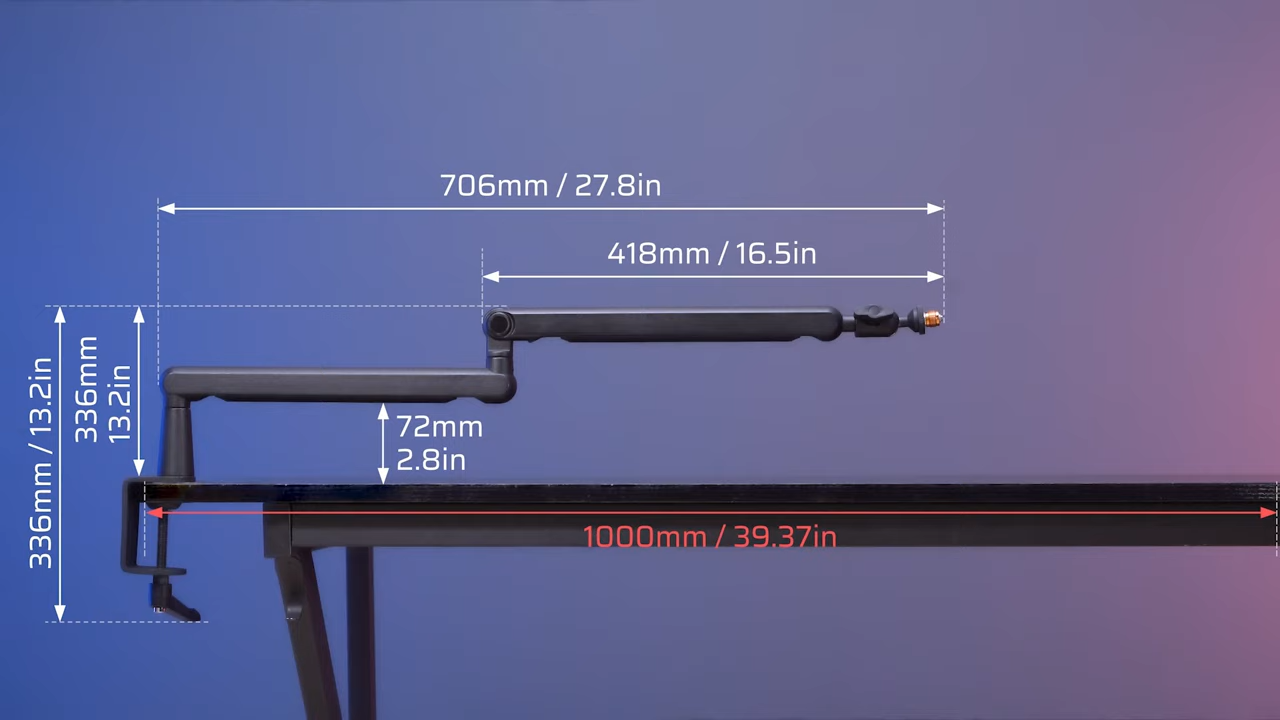 706mm / 27.8in
418mm / 16.5in
336mm / 13.2in
336mm
13.2in
72mm
2.8in
1000mm / 39.37in